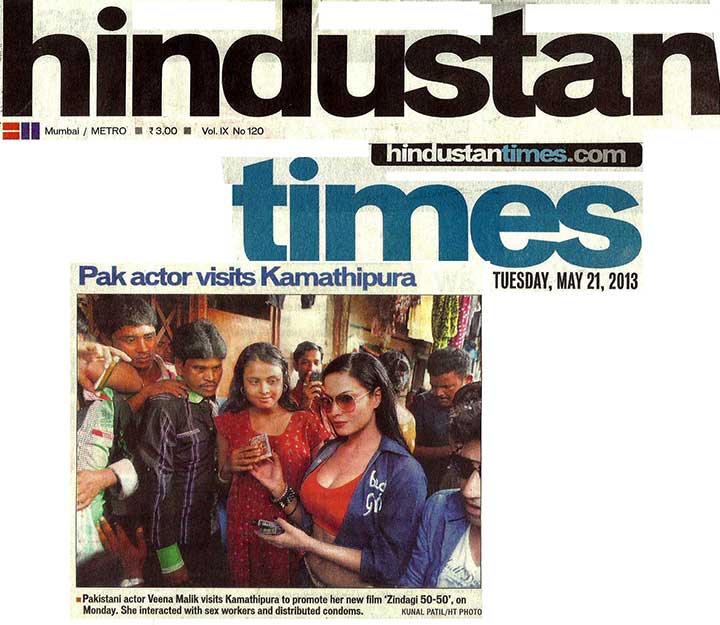 hindustan
Mumbai / METRO ■ ₹ 3.00 ■ Vol. IX No 120
hindustantimes.com
times
Pak actor visits Kamathipura
TUESDAY, MAY 21, 2013
bad
girl
■ Pakistani actor Veena Malik visits Kamathipura to promote her new film ‘Zindagi 50-50’, on
Monday. She interacted with sex workers and distributed condoms.
KUNAL PATIL/HT PHOTO